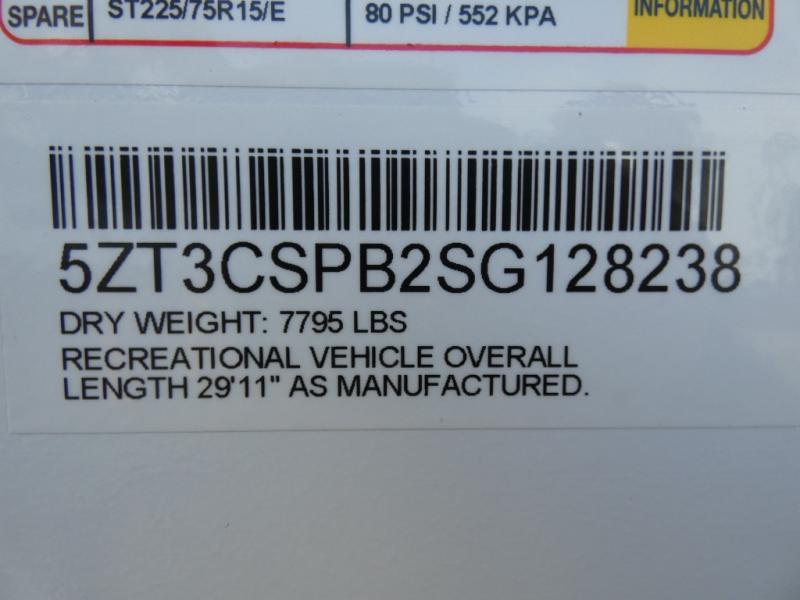 SPARE ST225/75R15/E 80 PSI / 552 KPA INFORMATION
5ZT3CSPB2SG128238
DRY WEIGHT: 7795 LBS
RECREATIONAL VEHICLE OVERALL
LENGTH 29'11" AS MANUFACTURED.